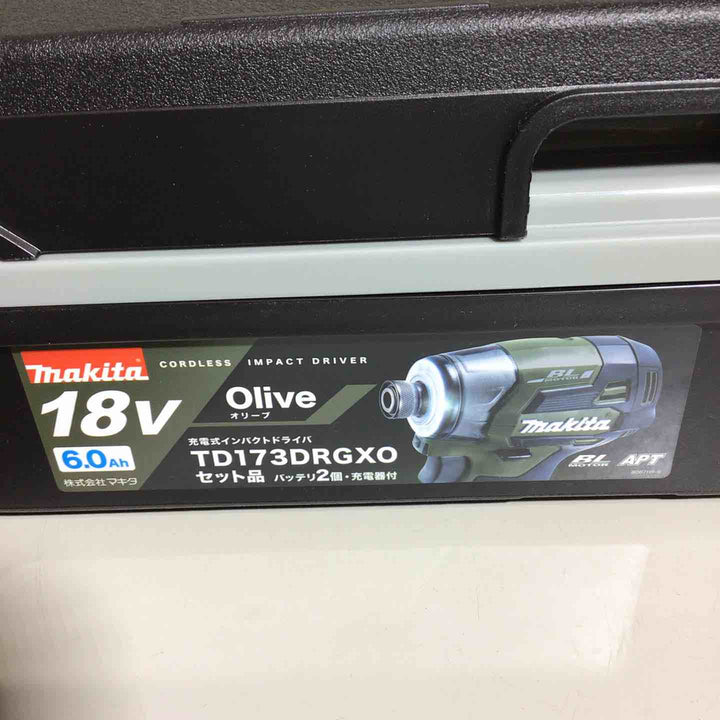 makita
CORDLESS IMPACT DRIVER
18V
Olive
オリーブ
6.0Ah
充電式インパクトドライバ
TD173DRGXO
株式会社マキタ
セット品 バッテリ2個・充電器付
BL
MOTOR
makita
BL
MOTOR
APT